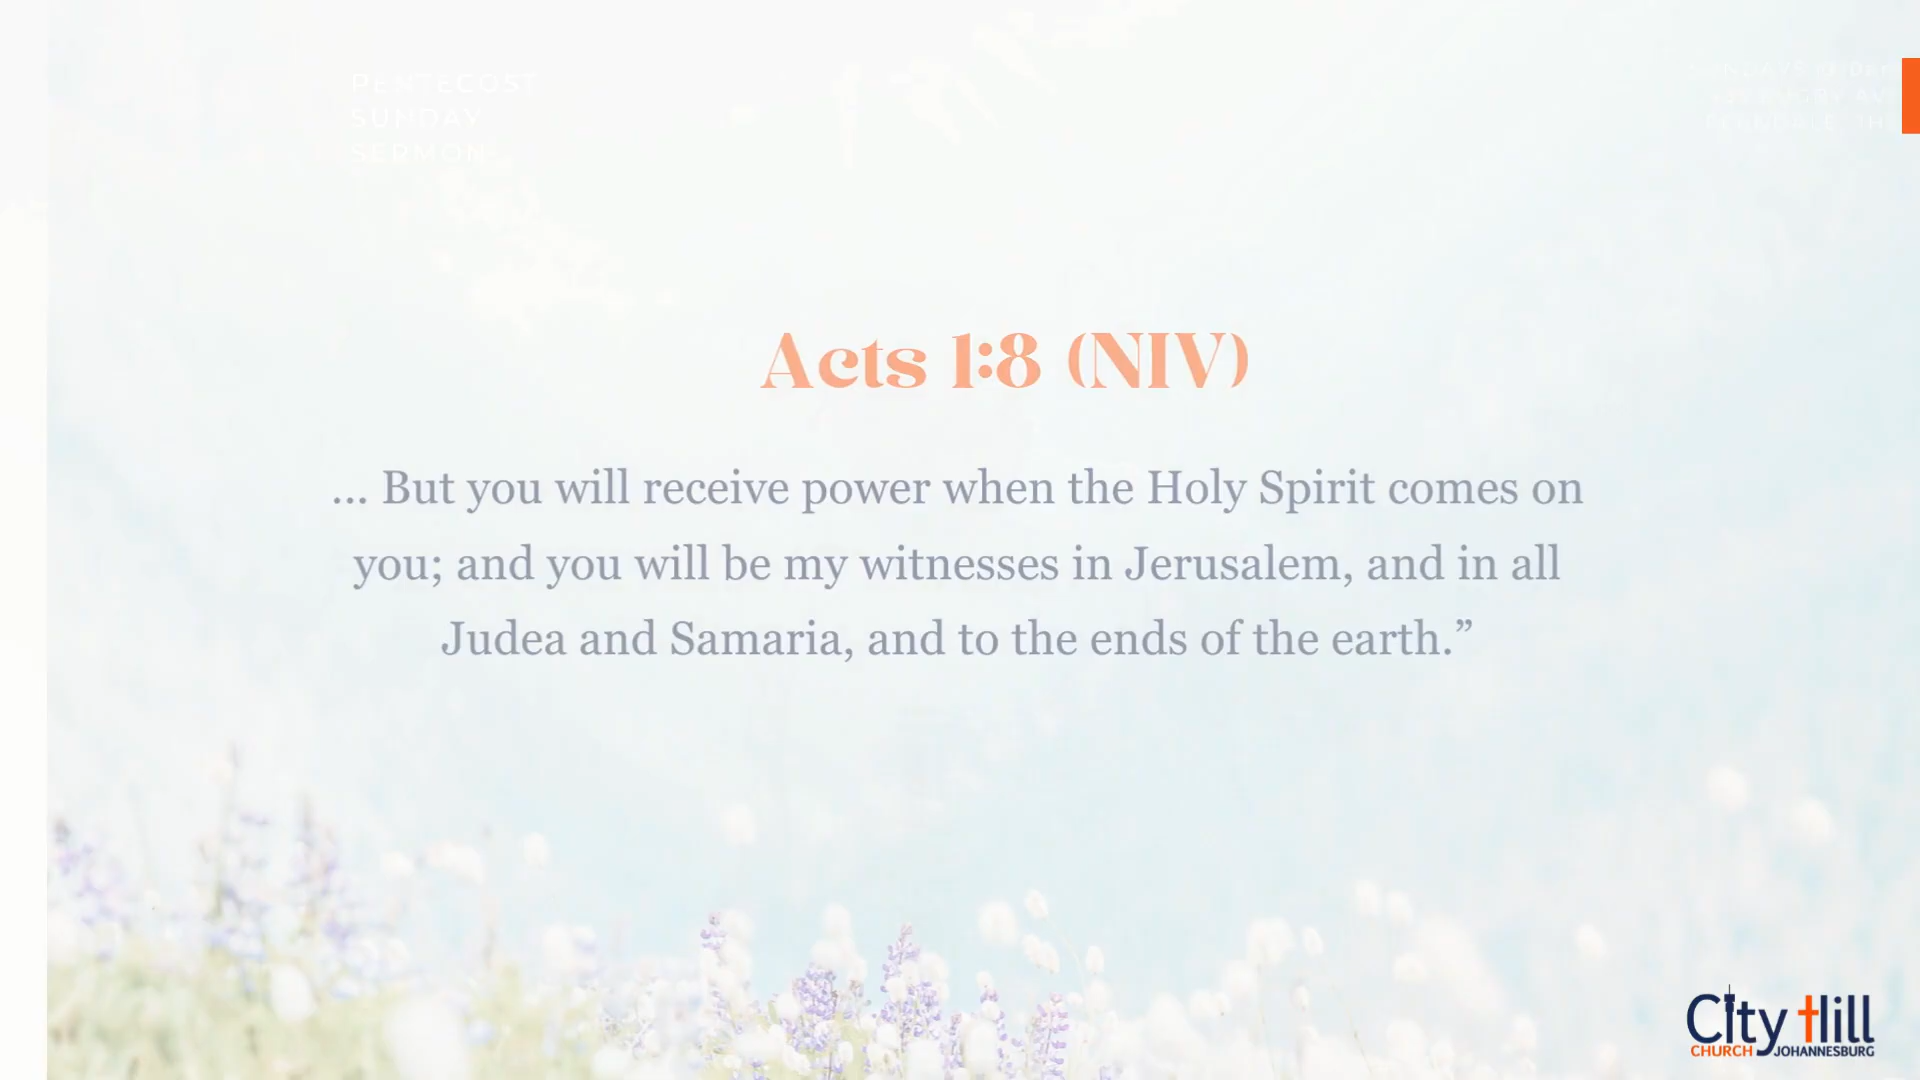 PENTECOST
SUNDAY
SERMON
SUNDAYS
Acts 1:8 (NIV)
... But you will receive power when the Holy Spirit comes on
you; and you will be my witnesses in Jerusalem, and in all
Judea and Samaria, and to the ends of the earth.”
City Hill
CHURCH JOHANNESBURG